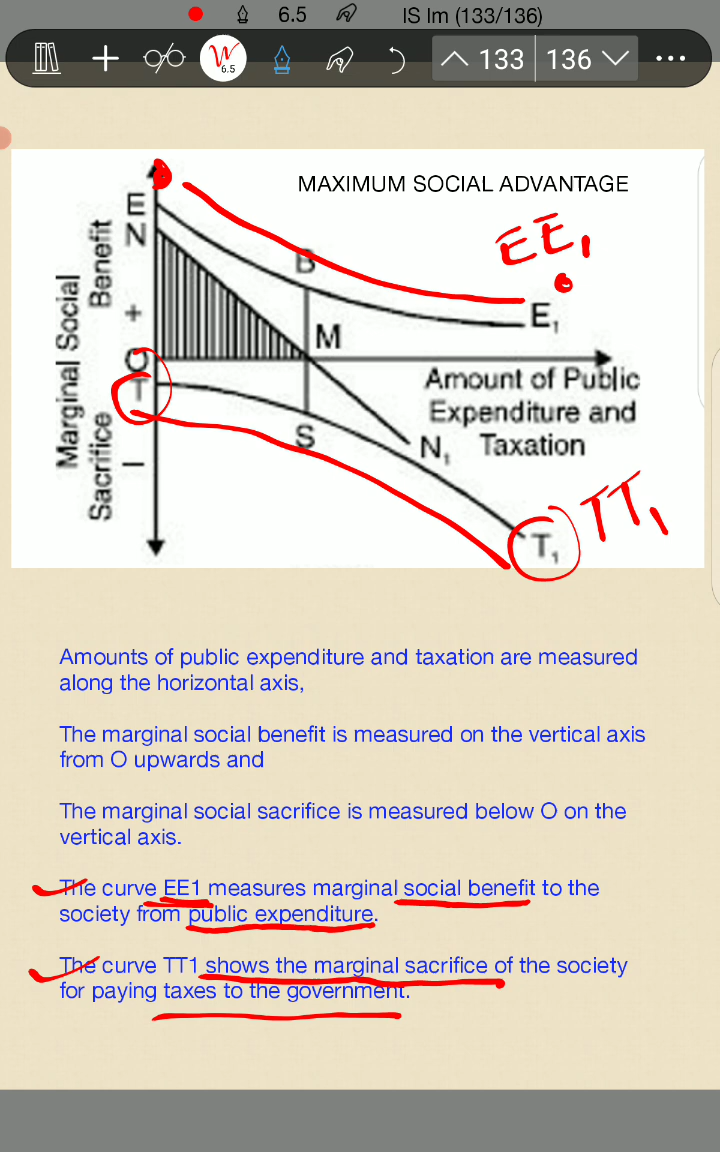 6.5 IS lm (133/136)
6.5 133 136
MAXIMUM SOCIAL ADVANTAGE
E
N
B
EE₁
E₁
Marginal Social
Benefit
+
M
O
T
Amount of Public
Expenditure and
Taxation
Sacrifice
–
S
N₁
TT₁
T₁
Amounts of public expenditure and taxation are measured
along the horizontal axis,
The marginal social benefit is measured on the vertical axis
from O upwards and
The marginal social sacrifice is measured below O on the
vertical axis.
The curve EE1 measures marginal social benefit to the
society from public expenditure.
The curve TT1 shows the marginal sacrifice of the society
for paying taxes to the government.